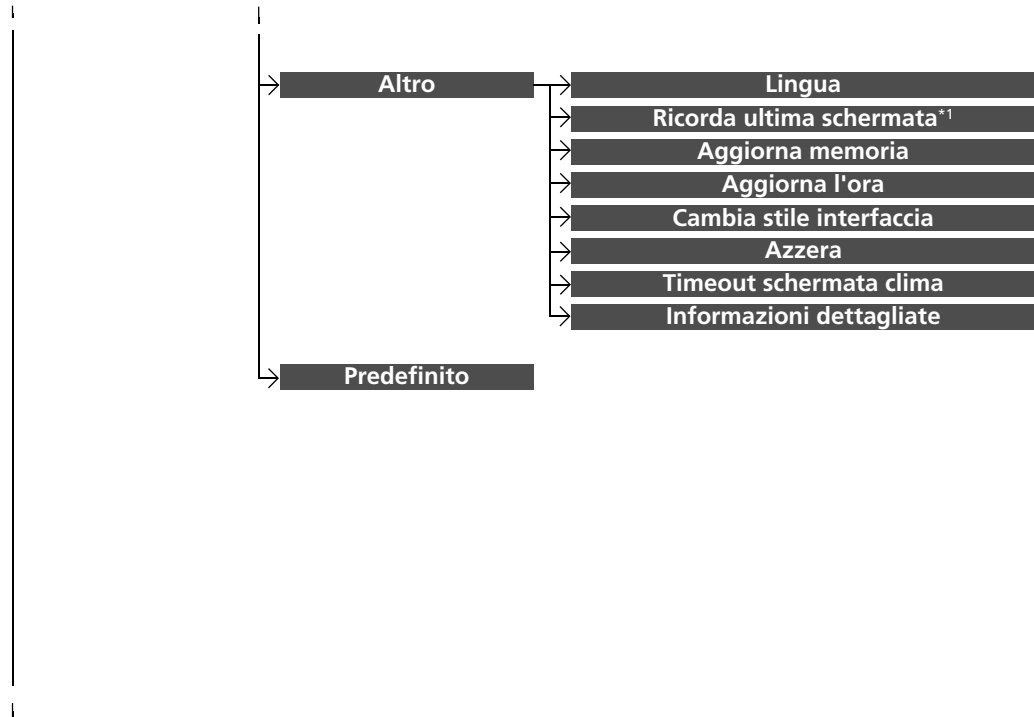 Altro
Lingua
Ricorda ultima schermata*1
Aggiorna memoria
Aggiorna l'ora
Cambia stile interfaccia
Azzera
Timeout schermata clima
Informazioni dettagliate
Predefinito